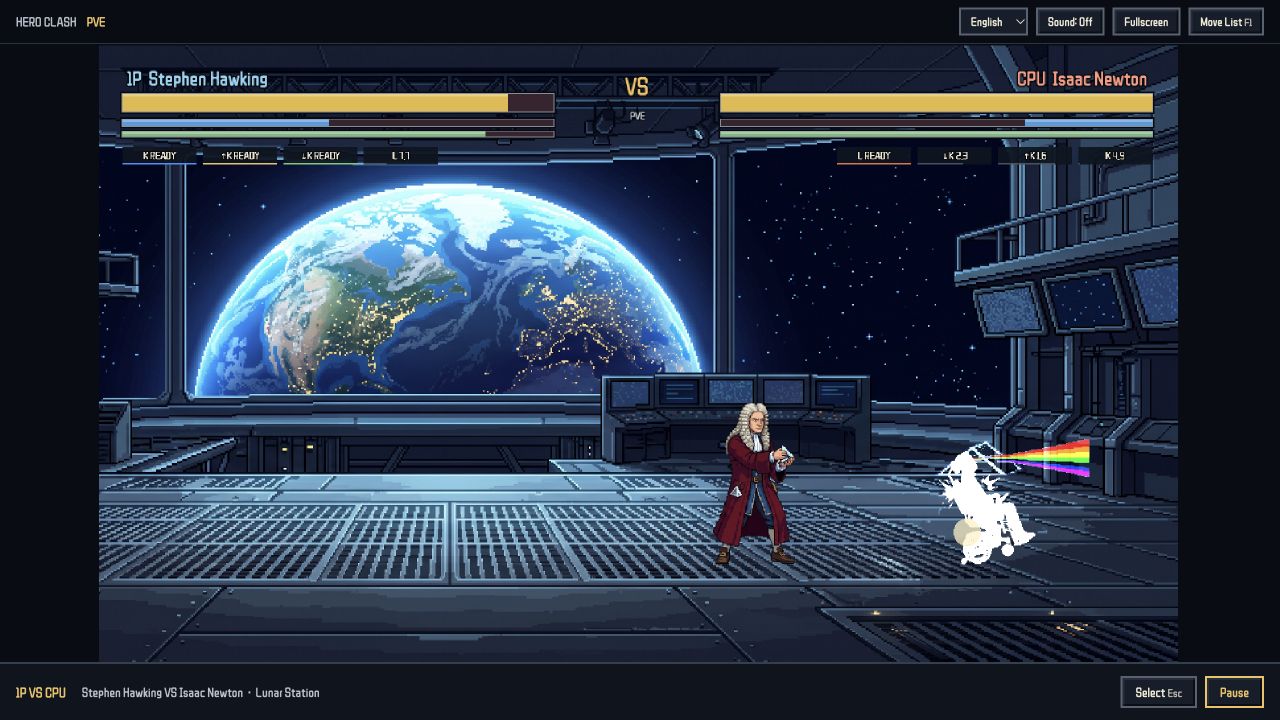 HERO CLASH PVE
English
Sound: Off
Fullscreen
Move List F1
1P Stephen Hawking
VS
CPU Isaac Newton
PVE
K READY
↑K READY
↓K READY
L 1.1
L READY
↓K 2.3
↑K 1.6
K 4.9
1P VS CPU
Stephen Hawking VS Isaac Newton · Lunar Station
Select Esc
Pause